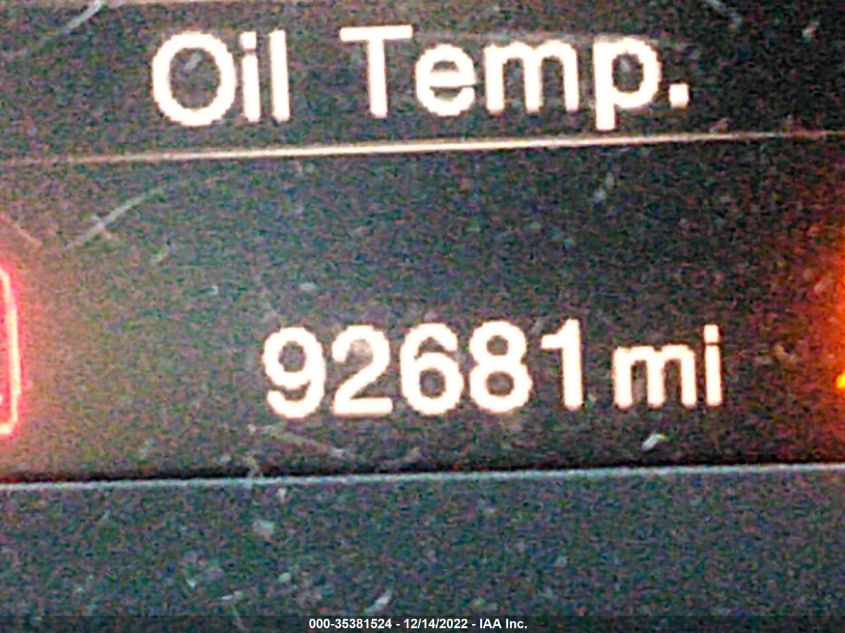 Oil Temp.
92681 mi
000-35381524 - 12/14/2022 - IAA Inc.